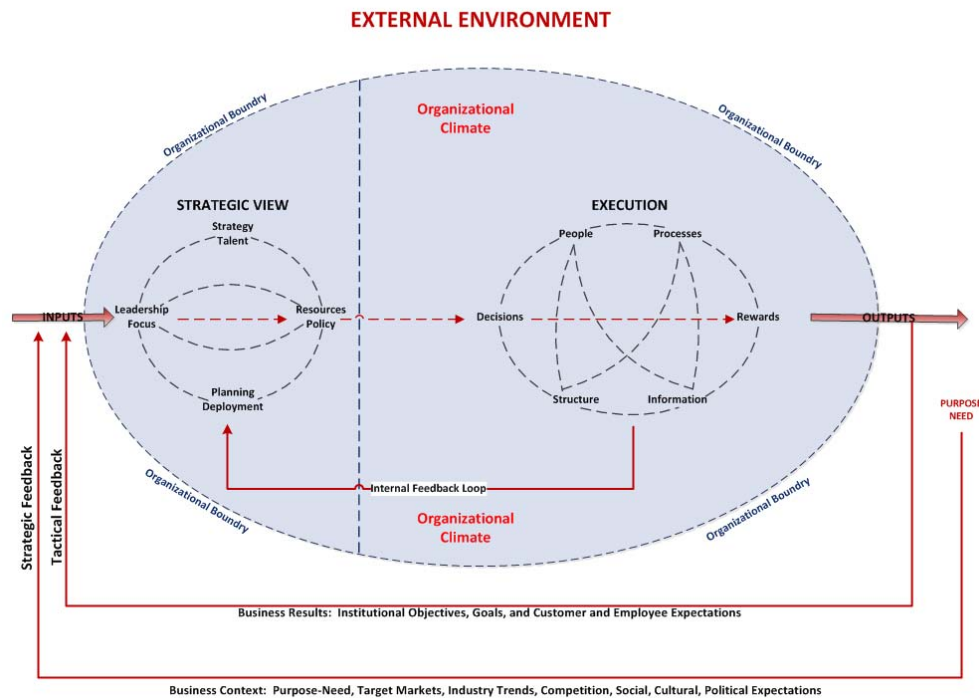 EXTERNAL ENVIRONMENT
Organizational Boundry
Organizational
Climate
Organizational Boundry
STRATEGIC VIEW
Strategy
Talent
EXECUTION
People
Processes
INPUTS
Leadership
Focus
Resources
Policy
Decisions
Rewards
OUTPUTS
Planning
Deployment
Structure
Information
PURPOSE
NEED
Strategic Feedback
Tactical Feedback
Internal Feedback Loop
Organizational Boundry
Organizational
Climate
Organizational Boundry
Business Results: Institutional Objectives, Goals, and Customer and Employee Expectations
Business Context: Purpose-Need, Target Markets, Industry Trends, Competition, Social, Cultural, Political Expectations